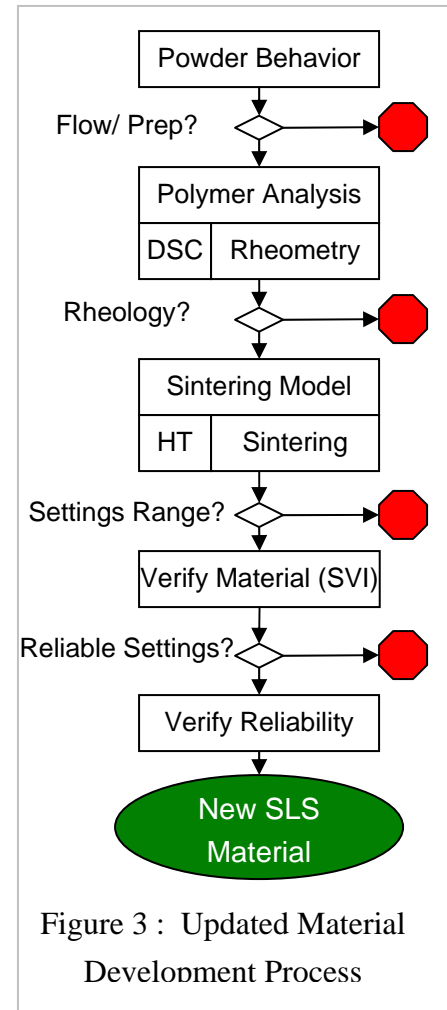 Powder Behavior
Flow/ Prep?
Polymer Analysis
DSC Rheometry
Rheology?
Sintering Model
HT Sintering
Settings Range?
Verify Material (SVI)
Reliable Settings?
Verify Reliability
New SLS
Material
Figure 3 : Updated Material
Development Process